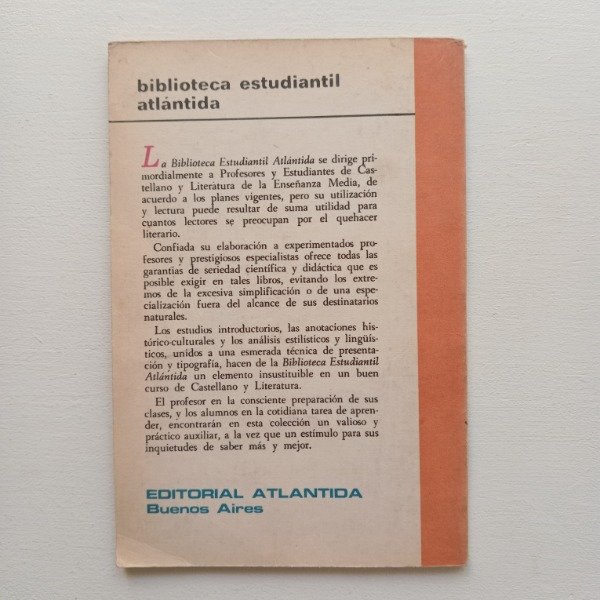 biblioteca estudiantil
atlántida
La Biblioteca Estudiantil Atlántida se dirige pri-
mordialmente a Profesores y Estudiantes de Cas-
tellano y Literatura de la Enseñanza Media, de
acuerdo a los planes vigentes, pero su utilización
y lectura puede resultar de suma utilidad para
cuantos lectores se preocupan por el quehacer
literario.
Confiada su elaboración a experimentados pro-
fesores y prestigiosos especialistas ofrece todas las
garantías de seriedad científica y didáctica que es
posible exigir en tales libros, evitando los extre-
mos de la excesiva simplificación o de una espe-
cialización fuera del alcance de sus destinatarios
naturales.
Los estudios introductorios, las anotaciones his-
tórico-culturales y los análisis estilísticos y lingüís-
ticos, unidos a una esmerada técnica de presenta-
ción y tipografía, hacen de la Biblioteca Estudiantil
Atlántida un elemento insustituible en un buen
curso de Castellano y Literatura.
El profesor en la consciente preparación de sus
clases, y los alumnos en la cotidiana tarea de apren-
der, encontrarán en esta colección un valioso y
práctico auxiliar, a la vez que un estímulo para sus
inquietudes de saber más y mejor.
EDITORIAL ATLANTIDA
Buenos Aires